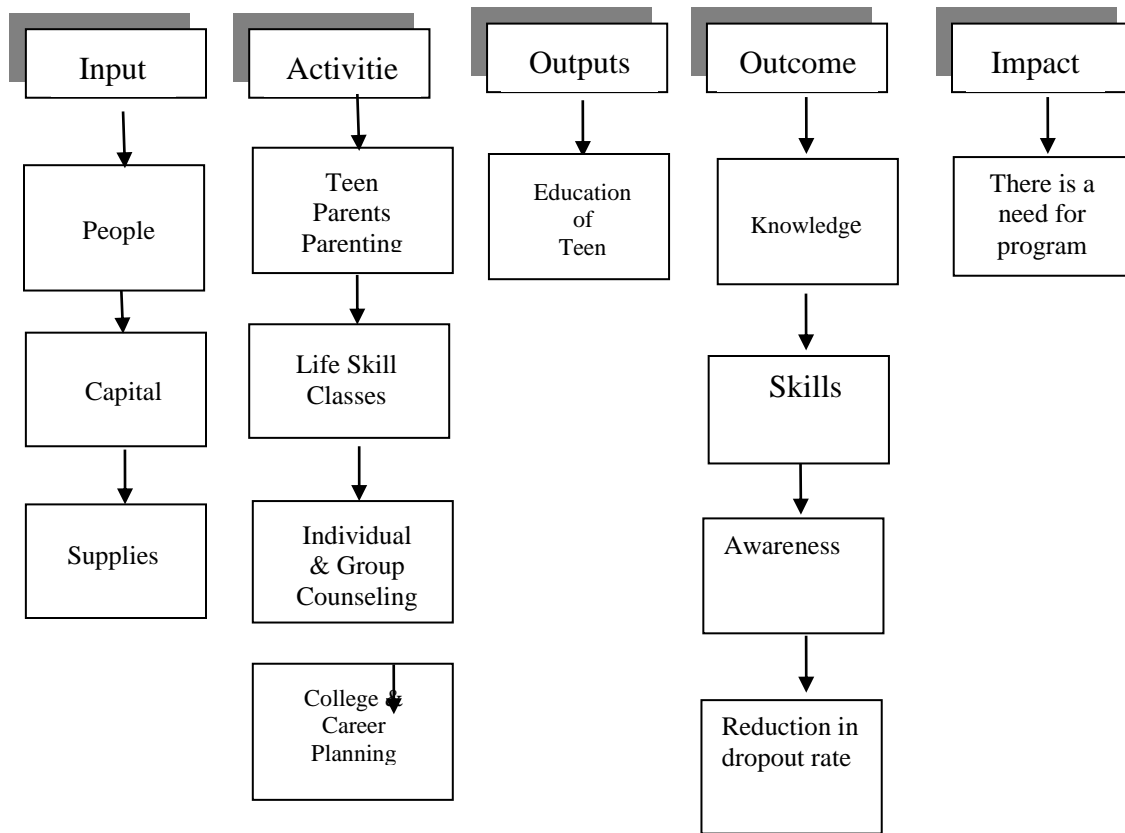 Input
People
Capital
Supplies
Activitie
Teen
Parents
Parenting
Life Skill
Classes
Individual
& Group
Counseling
College &
Career
Planning
Outputs
Education
of
Teen
Outcome
Knowledge
Skills
Awareness
Reduction in
dropout rate
Impact
There is a
need for
program